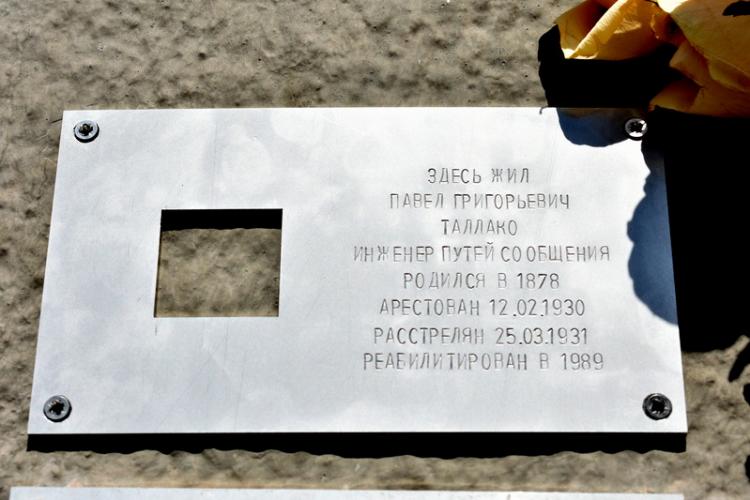 ЗДЕСЬ ЖИЛ
ПАВЕЛ ГРИГОРЬЕВИЧ
ТАЛЛАКО
ИНЖЕНЕР ПУТЕЙ СООБЩЕНИЯ
РОДИЛСЯ В 1878
АРЕСТОВАН 12.02.1930
РАССТРЕЛЯН 25.03.1931
РЕАБИЛИТИРОВАН В 1989